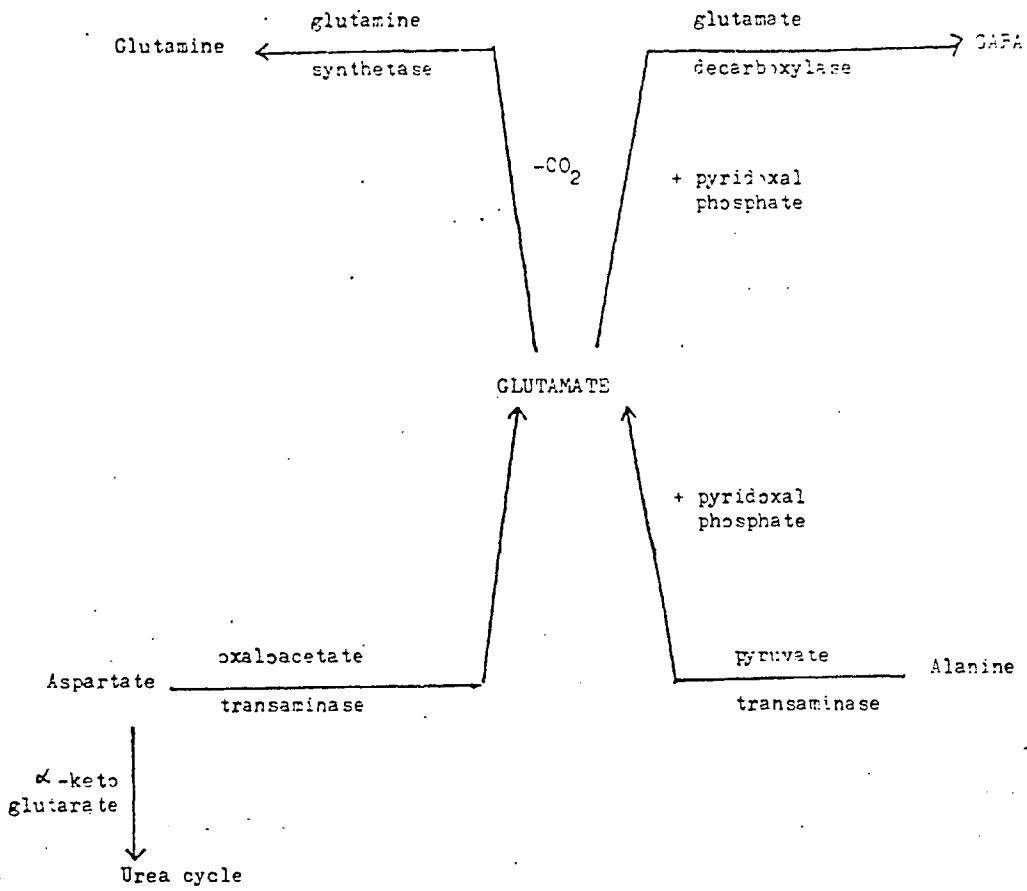 glutamine
glutamate
Glutamine
GABA
synthetase
decarboxylase
-CO2
+ pyridoxal
phosphate
GLUTAMATE
+ pyridoxal
phosphate
oxaloacetate
pyruvate
Aspartate
Alanine
transaminase
transaminase
∝-keto
glutarate
Urea cycle